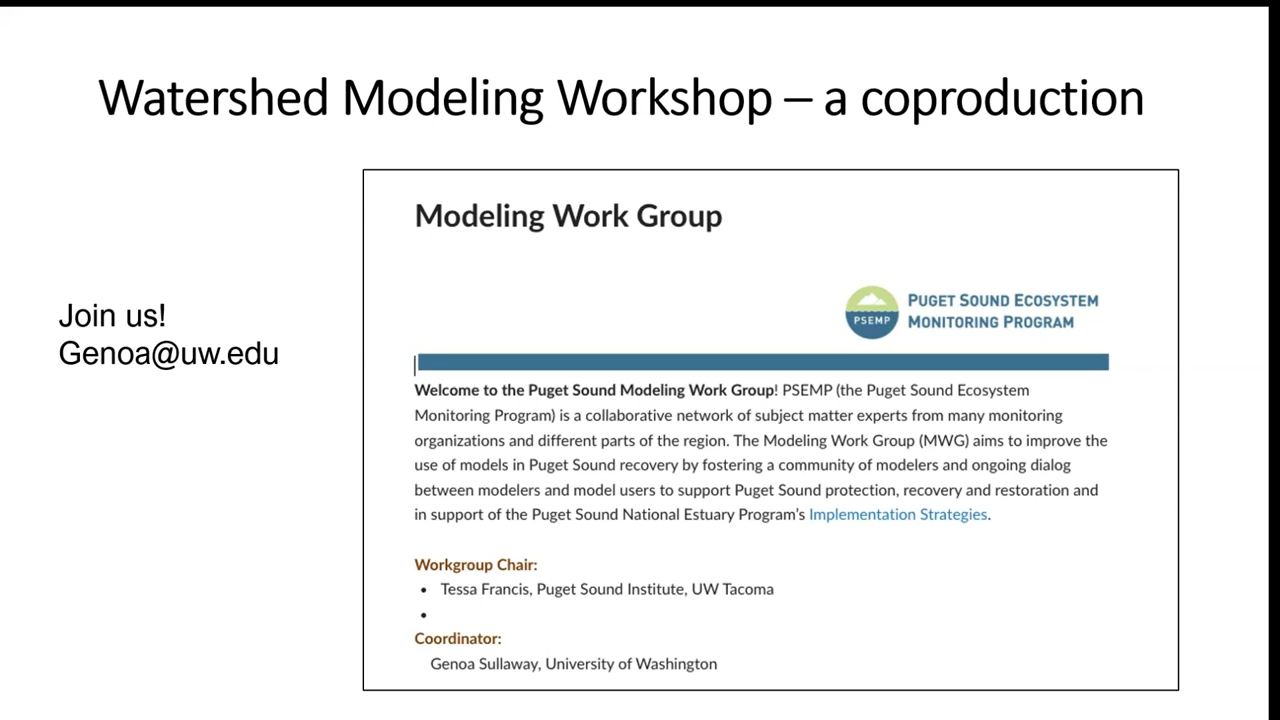 Watershed Modeling Workshop – a coproduction
Join us!
Genoa@uw.edu
Modeling Work Group
PSEMP
PUGET SOUND ECOSYSTEM
MONITORING PROGRAM
Welcome to the Puget Sound Modeling Work Group! PSEMP (the Puget Sound Ecosystem
Monitoring Program) is a collaborative network of subject matter experts from many monitoring
organizations and different parts of the region. The Modeling Work Group (MWG) aims to improve the
use of models in Puget Sound recovery by fostering a community of modelers and ongoing dialog
between modelers and model users to support Puget Sound protection, recovery and restoration and
in support of the Puget Sound National Estuary Program’s Implementation Strategies.
Workgroup Chair:
• Tessa Francis, Puget Sound Institute, UW Tacoma
•
Coordinator:
Genoa Sullaway, University of Washington